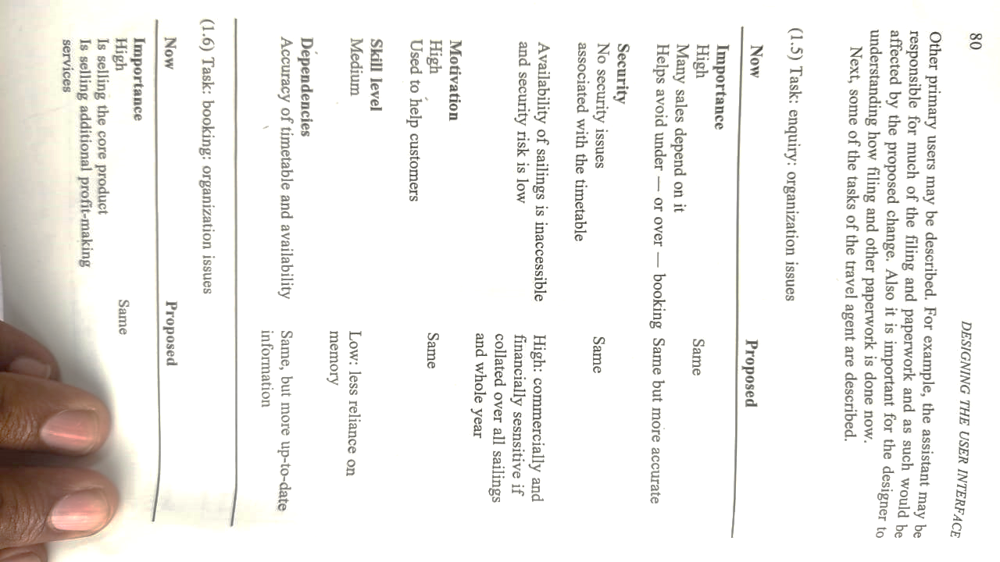 80
DESIGNING THE USER INTERFACE
Other primary users may be described. For example, the assistant may be
responsible for much of the filing and paperwork and as such would be
affected by the proposed change. Also it is important for the designer to
understanding how filing and other paperwork is done now.
Next, some of the tasks of the travel agent are described.
(1.5) Task: enquiry: organization issues
Now Proposed
Importance
High Same
Many sales depend on it
Helps avoid under — or over — booking Same but more accurate
Security
No security issues Same
associated with the timetable
Availability of sailings is inaccessible High: commercially and
and security risk is low financially sesnsitive if
collated over all sailings
and whole year
Motivation
High Same
Used to help customers
Skill level
Medium Low: less reliance on
memory
Dependencies
Accuracy of timetable and availability Same, but more up-to-date
information
(1.6) Task: booking: organization issues
Now Proposed
Importance
High Same
Is selling the core product
Is selling additional profit-making
services